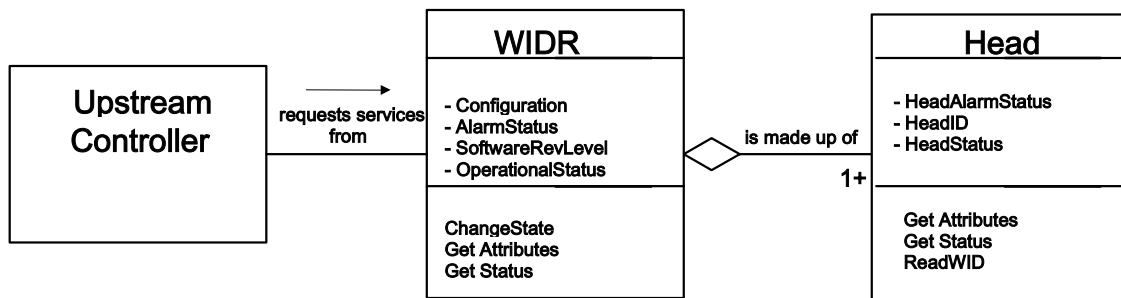 Upstream
Controller
requests services
from
WIDR
- Configuration
- AlarmStatus
- SoftwareRevLevel
- OperationalStatus
ChangeState
Get Attributes
Get Status
is made up of
1+
Head
- HeadAlarmStatus
- HeadID
- HeadStatus
Get Attributes
Get Status
ReadWID